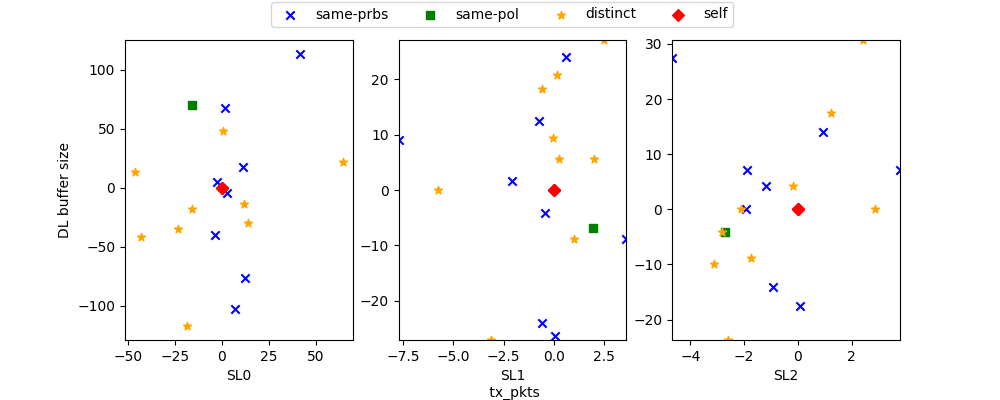 same-prbs same-pol distinct self
DL buffer size
100
50
0
−50
−100
−50 −25 0 25 50
SL0
20
10
0
−10
−20
−7.5 −5.0 −2.5 0.0 2.5
SL1
tx_pkts
30
20
10
0
−10
−20
−4 −2 0 2
SL2